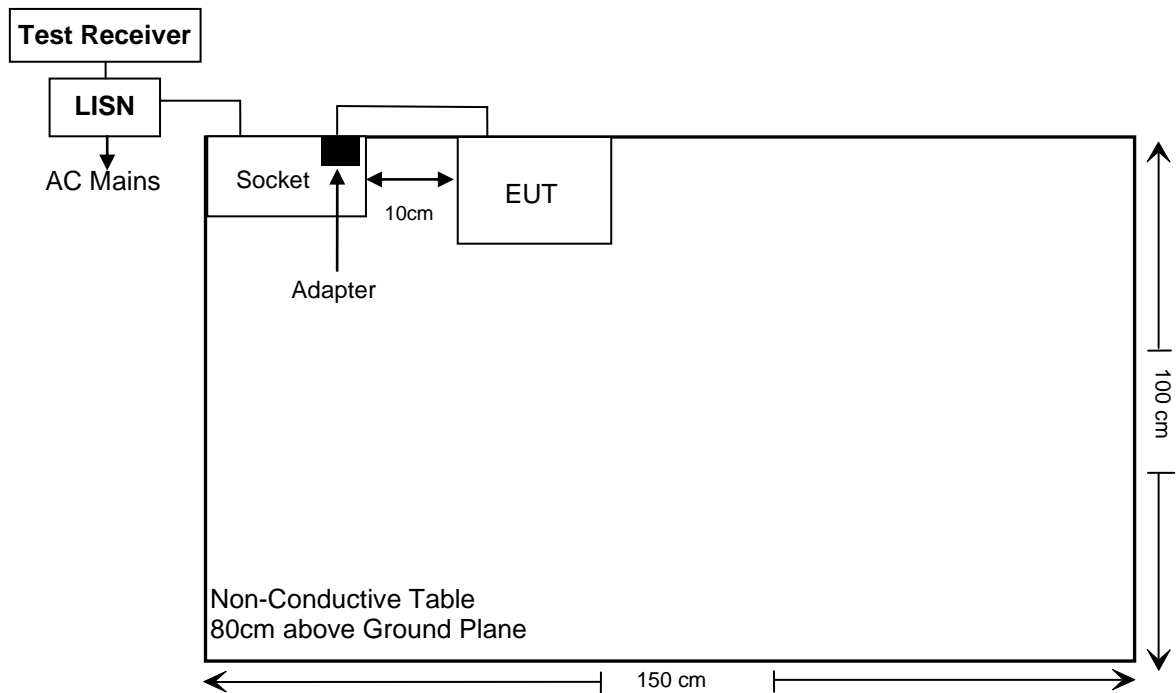 Test Receiver
LISN
AC Mains
Socket
EUT
10cm
Adapter
100 cm
Non-Conductive Table
80cm above Ground Plane
150 cm